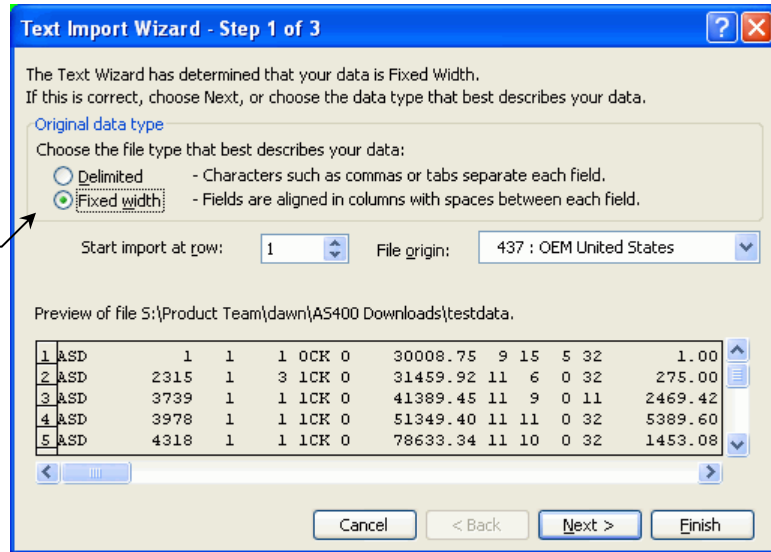 Text Import Wizard - Step 1 of 3
The Text Wizard has determined that your data is Fixed Width.
If this is correct, choose Next, or choose the data type that best describes your data.
Original data type
Choose the file type that best describes your data:
Delimited - Characters such as commas or tabs separate each field.
Fixed width - Fields are aligned in columns with spaces between each field.
Start import at row: 1 File origin: 437 : OEM United States
Preview of file S:\Product Team\dawn\AS400 Downloads\testdata.
1 ASD 1 1 1 0CK 0 30008.75 9 15 5 32 1.00
2 ASD 2315 1 3 1CK 0 31459.92 11 6 0 32 275.00
3 ASD 3739 1 1 1CK 0 41389.45 11 9 0 11 2469.42
4 ASD 3978 1 1 1CK 0 51349.40 11 11 0 32 5389.60
5 ASD 4318 1 1 1CK 0 78633.34 11 10 0 32 1453.08
Cancel < Back Next > Finish